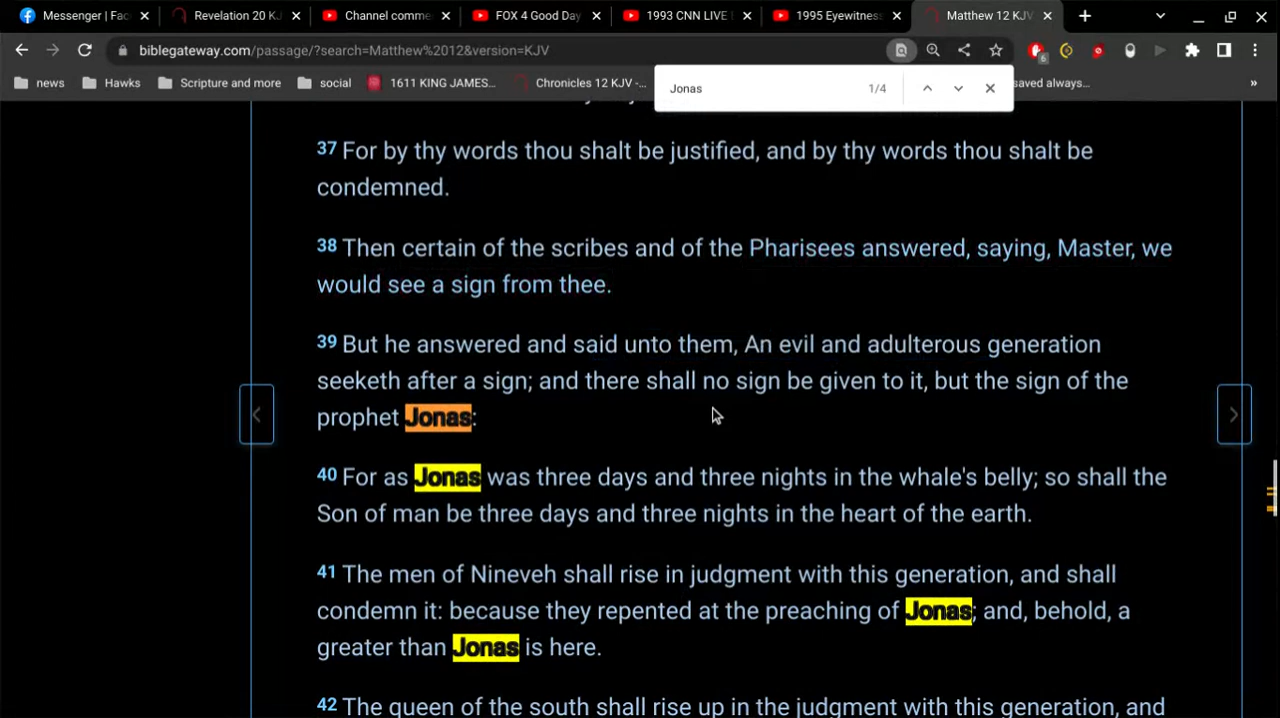 Messenger | Fac
Revelation 20 KJ
Channel comme
FOX 4 Good Day
1993 CNN LIVE
1995 Eyewitnes
Matthew 12 KJV
biblegateway.com/passage/?search=Matthew%2012&version=KJV
6
news
Hawks
Scripture and more
social
1611 KING JAMES...
Chronicles 12 KJV -...
saved always...
»
Jonas
1/4
37 For by thy words thou shalt be justified, and by thy words thou shalt be
condemned.
38 Then certain of the scribes and of the Pharisees answered, saying, Master, we
would see a sign from thee.
39 But he answered and said unto them, An evil and adulterous generation
seeketh after a sign; and there shall no sign be given to it, but the sign of the
prophet Jonas:
40 For as Jonas was three days and three nights in the whale's belly; so shall the
Son of man be three days and three nights in the heart of the earth.
41 The men of Nineveh shall rise in judgment with this generation, and shall
condemn it: because they repented at the preaching of Jonas; and, behold, a
greater than Jonas is here.
42 The queen of the south shall rise up in the judgment with this generation, and